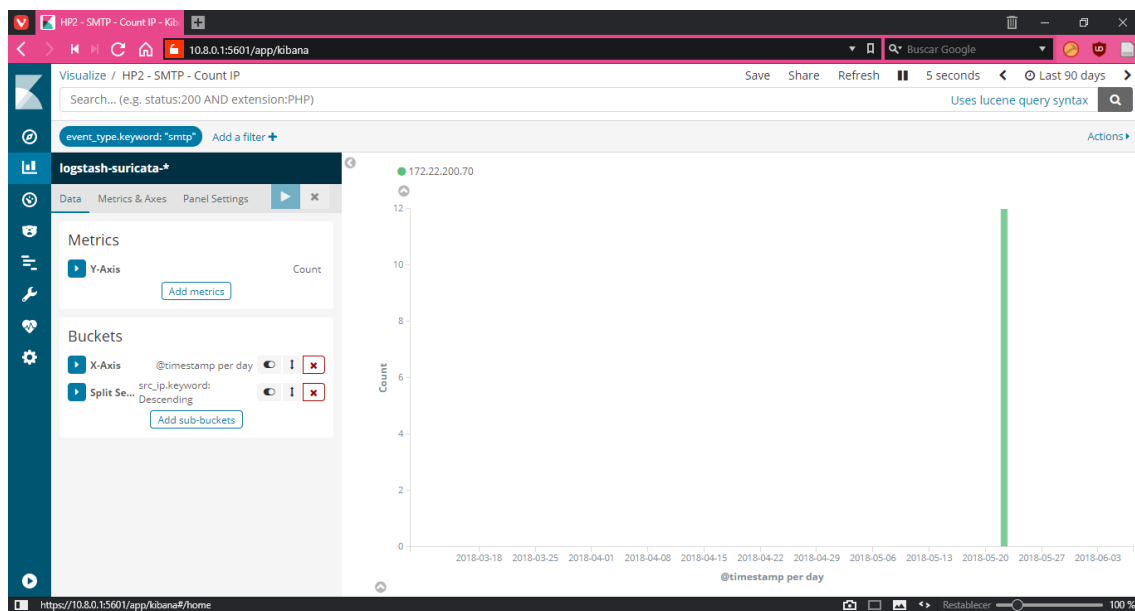 HP2 - SMTP - Count IP - Kib
10.8.0.1:5601/app/kibana
Buscar Google
Visualize / HP2 - SMTP - Count IP
Save Share Refresh 5 seconds Last 90 days
Search... (e.g. status:200 AND extension:PHP)
Uses lucene query syntax
event_type.keyword: "smtp"
Add a filter +
Actions
logstash-suricata-*
Data Metrics & Axes Panel Settings
Metrics
Y-Axis Count
Add metrics
Buckets
X-Axis @timestamp per day
Split Se... src_ip.keyword:
Descending
Add sub-buckets
172.22.200.70
12
10
8
6
4
2
0
Count
2018-03-18 2018-03-25 2018-04-01 2018-04-08 2018-04-15 2018-04-22 2018-04-29 2018-05-06 2018-05-13 2018-05-20 2018-05-27 2018-06-03
@timestamp per day
https://10.8.0.1:5601/app/kibana#/home
Restablecer
100 %